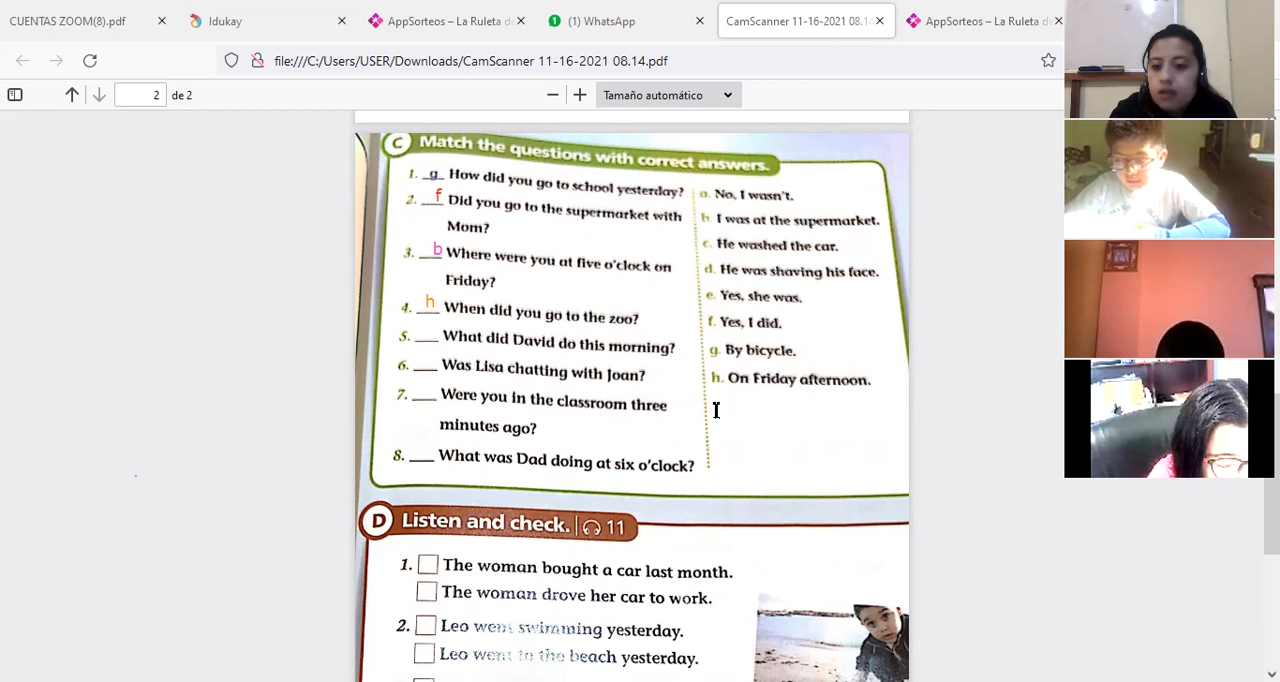 CUENTAS ZOOM(8).pdf
Idukay
AppSorteos – La Ruleta d
1 (1) WhatsApp
CamScanner 11-16-2021 08.1
AppSorteos – La Ruleta d
file:///C:/Users/USER/Downloads/CamScanner 11-16-2021 08.14.pdf
2 de 2
Tamaño automático
C Match the questions with correct answers.
1. g How did you go to school yesterday?
2. f Did you go to the supermarket with
Mom?
3. b Where were you at five o'clock on
Friday?
4. h When did you go to the zoo?
5. ___ What did David do this morning?
6. ___ Was Lisa chatting with Joan?
7. ___ Were you in the classroom three
minutes ago?
8. ___ What was Dad doing at six o'clock?
a. No, I wasn't.
b. I was at the supermarket.
c. He washed the car.
d. He was shaving his face.
e. Yes, she was.
f. Yes, I did.
g. By bicycle.
h. On Friday afternoon.
D Listen and check. | 11
1. The woman bought a car last month.
The woman drove her car to work.
2. Leo went swimming yesterday.
Leo went to the beach yesterday.